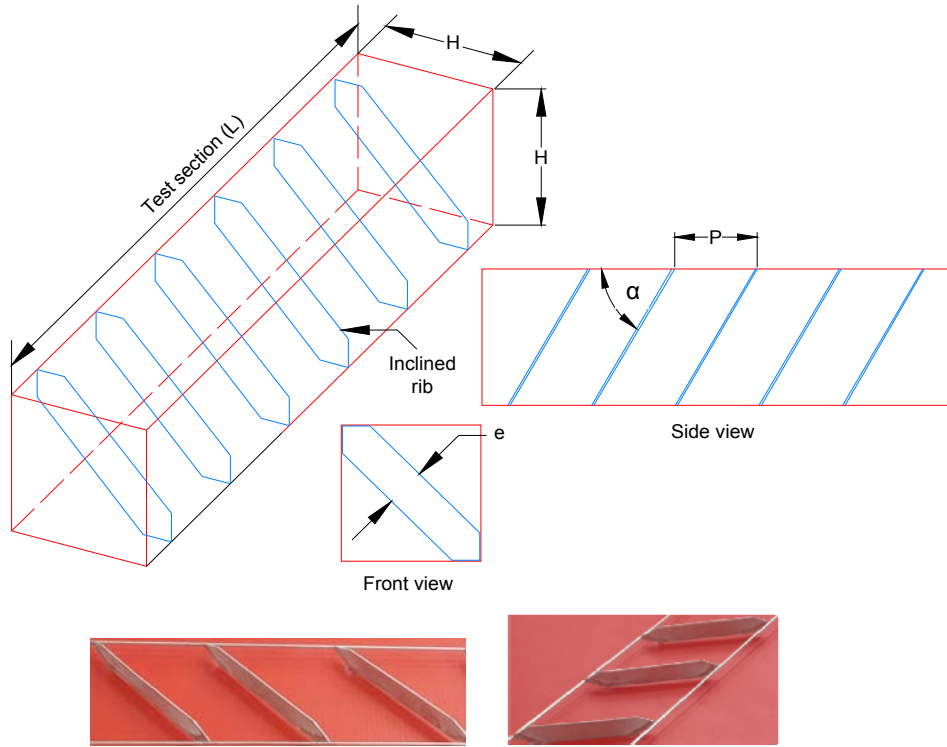 H
Test section (L)
H
P
α
Inclined
rib
e
Side view
Front view